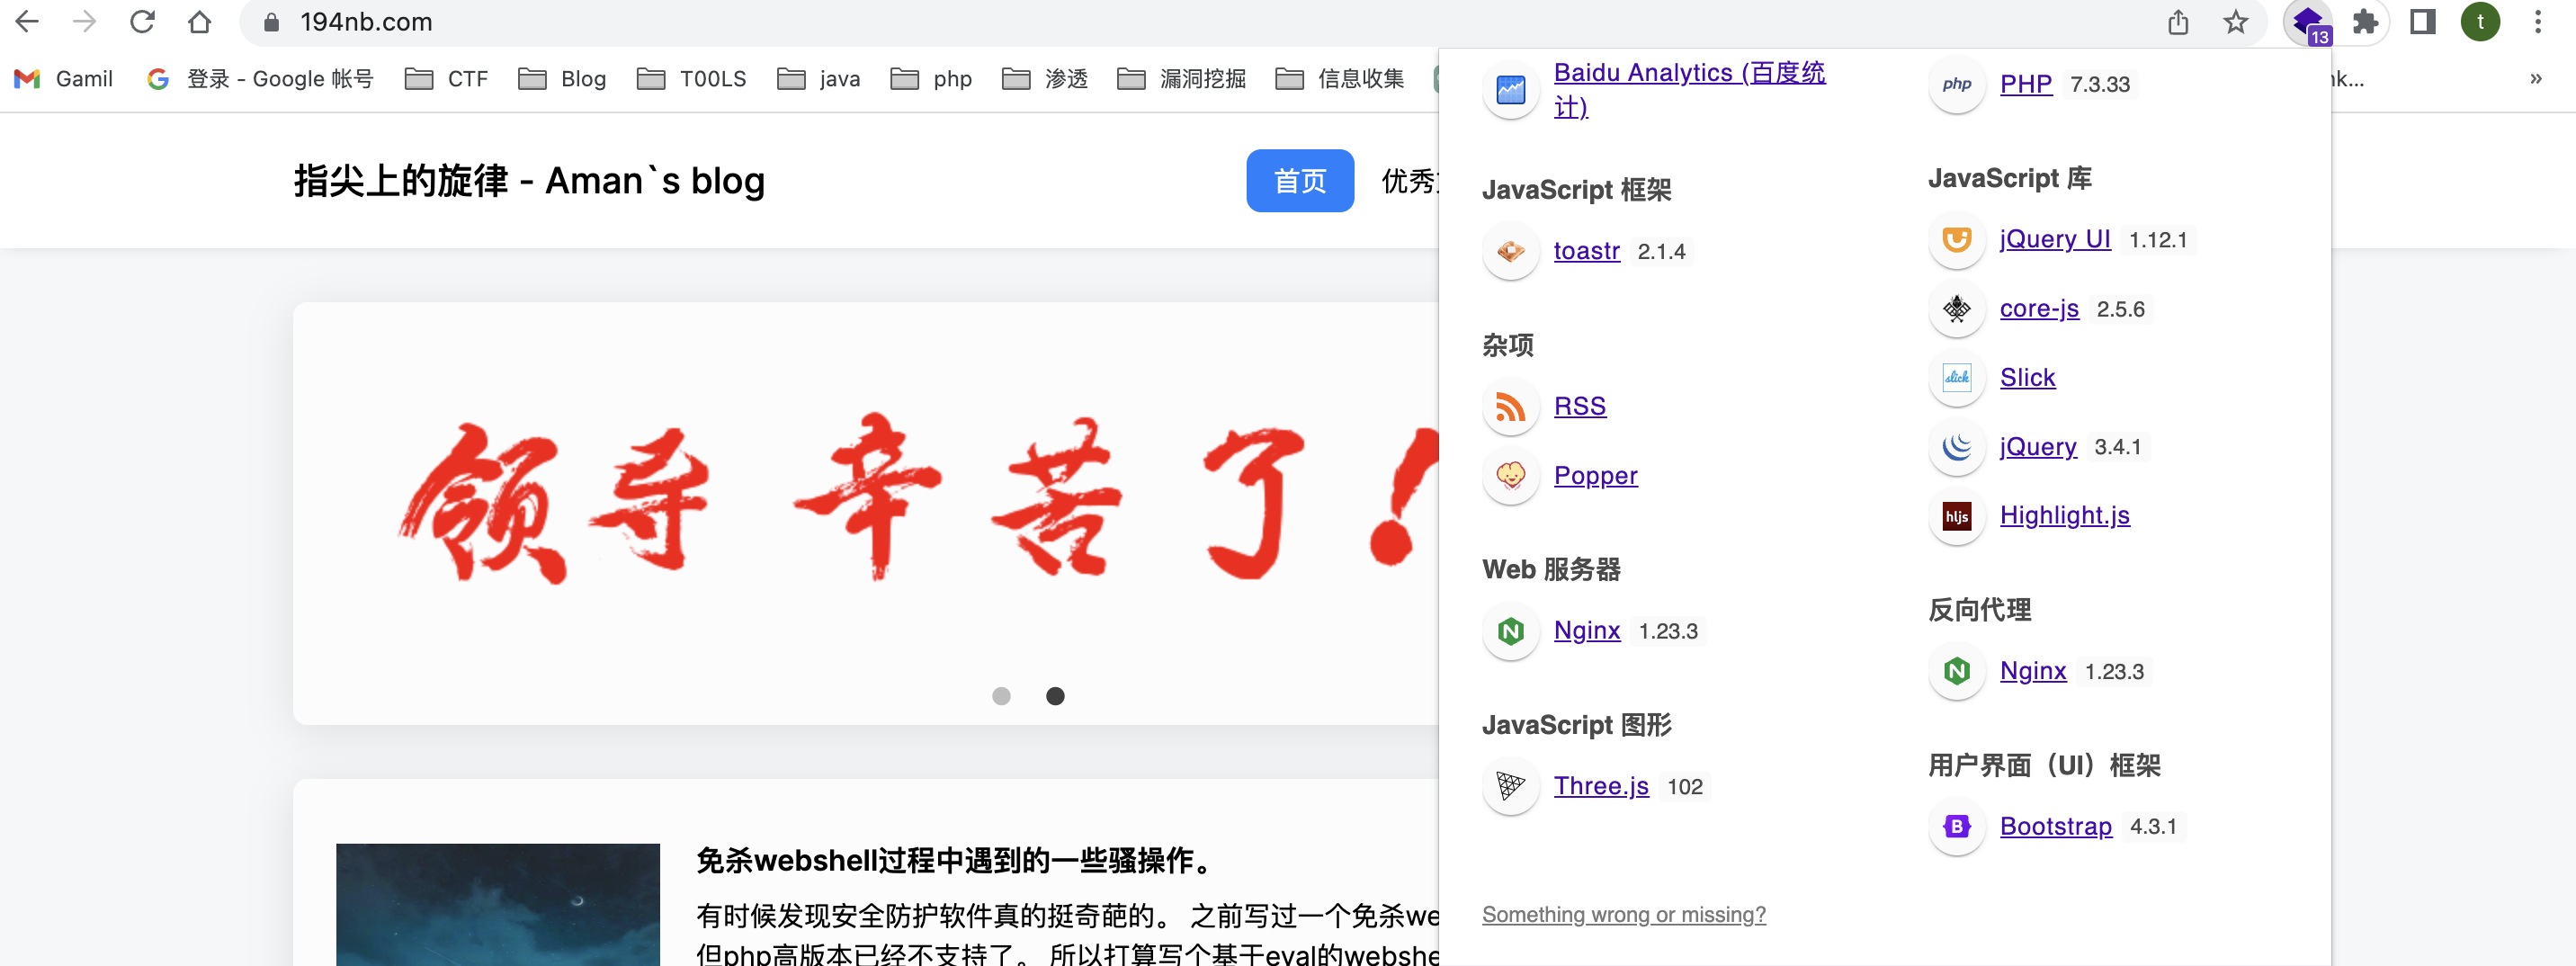 194nb.com
13
t
Gamil
登录 - Google 帐号
CTF
Blog
T00LS
java
php
渗透
漏洞挖掘
信息收集
nk...
»
指尖上的旋律 - Aman`s blog
首页
优秀
领导 辛苦了!
免杀webshell过程中遇到的一些骚操作。
有时候发现安全防护软件真的挺奇葩的。 之前写过一个免杀we
但php高版本已经不支持了。 所以打算写个基于eval的webshe
Baidu Analytics (百度统
计)
JavaScript 框架
toastr 2.1.4
杂项
RSS
Popper
Web 服务器
Nginx 1.23.3
JavaScript 图形
Three.js 102
Something wrong or missing?
php PHP 7.3.33
JavaScript 库
jQuery UI 1.12.1
core-js 2.5.6
slick Slick
jQuery 3.4.1
hljs Highlight.js
反向代理
Nginx 1.23.3
用户界面（UI）框架
B Bootstrap 4.3.1